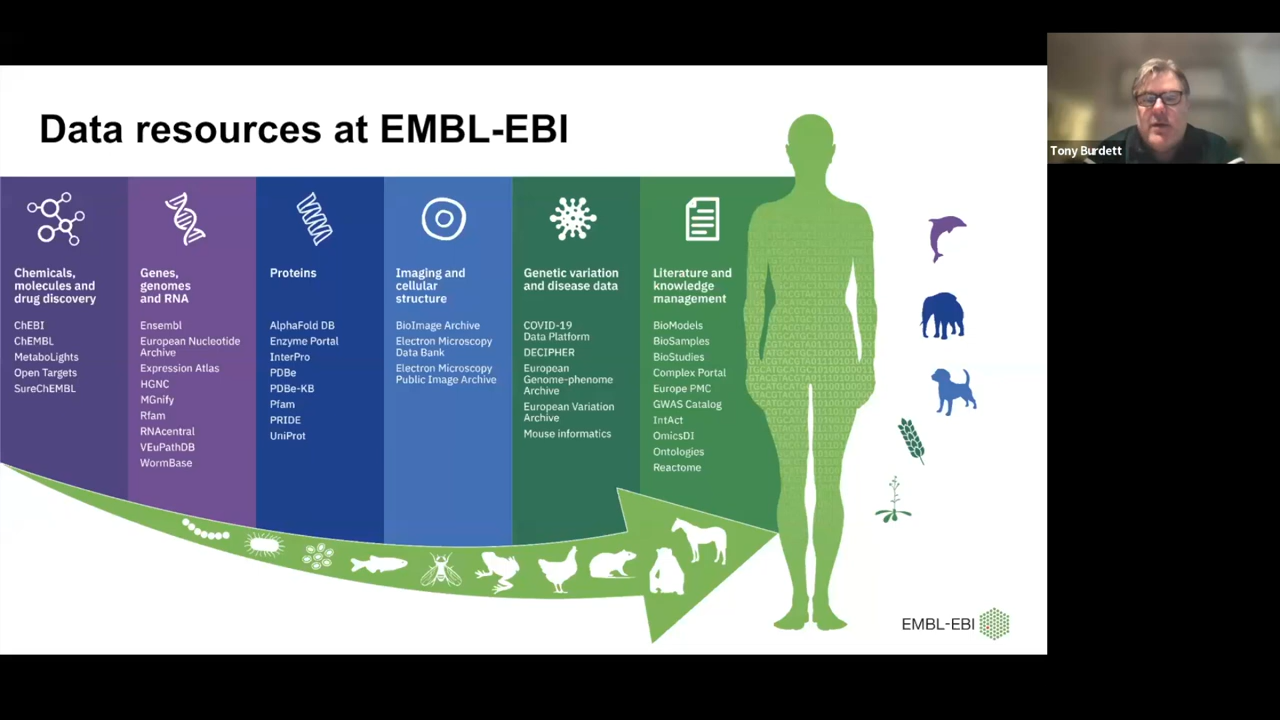 Data resources at EMBL-EBI
Tony Burdett
Chemicals,
molecules and
drug discovery
ChEBI
ChEMBL
MetaboLights
Open Targets
SureChEMBL
Genes,
genomes
and RNA
Ensembl
European Nucleotide
Archive
Expression Atlas
HGNC
MGnify
Rfam
RNAcentral
VEuPathDB
WormBase
Proteins
AlphaFold DB
Enzyme Portal
InterPro
PDBe
PDBe-KB
Pfam
PRIDE
UniProt
Imaging and
cellular
structure
BioImage Archive
Electron Microscopy
Data Bank
Electron Microscopy
Public Image Archive
Genetic variation
and disease data
COVID-19
Data Platform
DECIPHER
European
Genome-phenome
Archive
European Variation
Archive
Mouse informatics
Literature and
knowledge
management
BioModels
BioSamples
BioStudies
Complex Portal
Europe PMC
GWAS Catalog
IntAct
OmicsDI
Ontologies
Reactome
EMBL-EBI